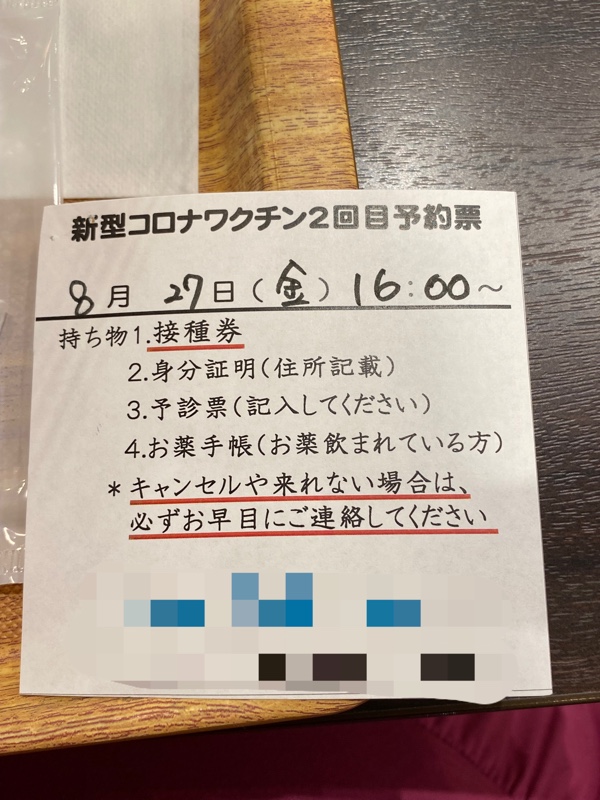 新型コロナワクチン2回目予約票
8月 27日(金) 16:00~
持ち物1.接種券
2.身分証明(住所記載)
3.予診票(記入してください)
4.お薬手帳(お薬飲まれている方)
*キャンセルや来れない場合は、
必ずお早目にご連絡してください